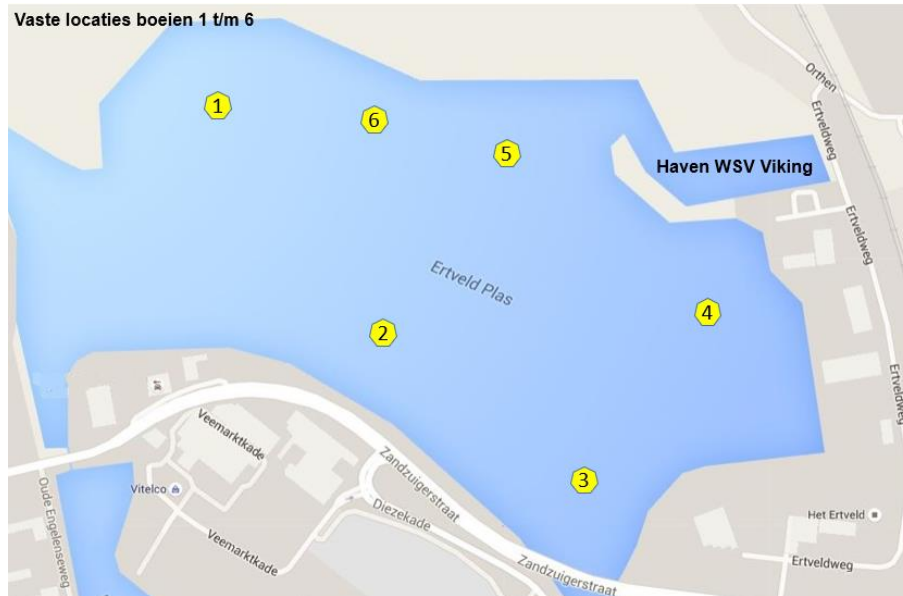 Vaste locaties boeien 1 t/m 6
Orthen
Ertveldweg
1
6
5
Haven WSV Viking
Ertveldweg
Ertveld Plas
4
2
Ertveldweg
Veemarktkade
Zandzuigerstraat
3
Oude Engelenseweg
Vitelco
Diezekade
Het Ertveld
Veemarktkade
Zandzuigerstraat
Ertveldweg